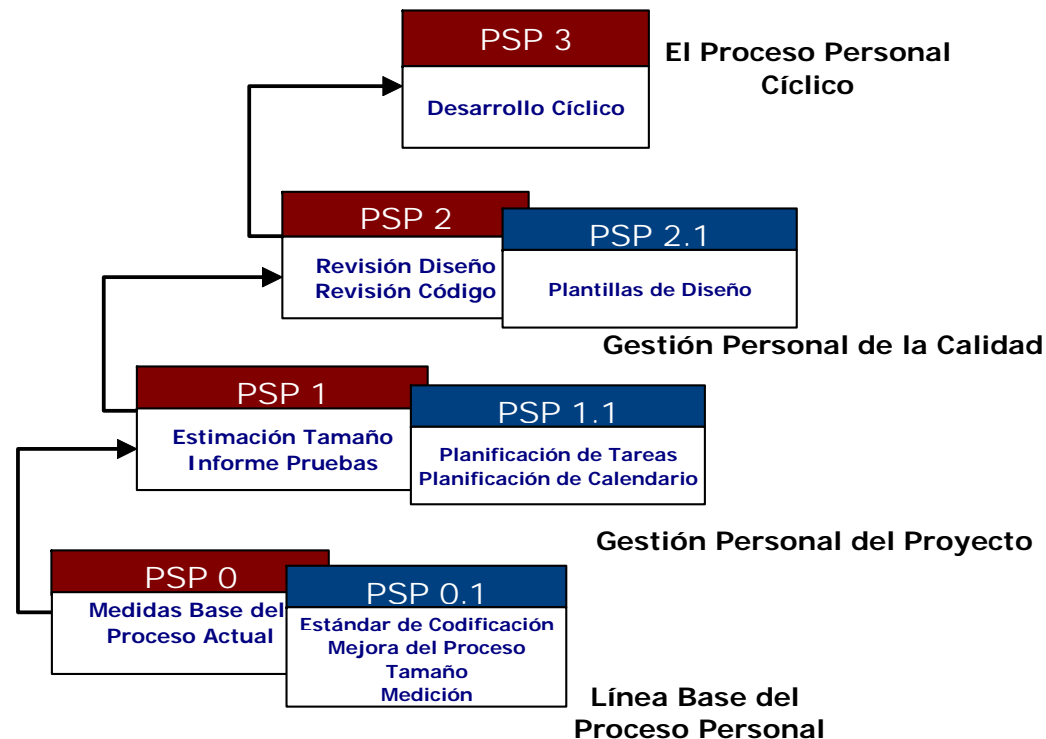 PSP 3
El Proceso Personal
Cíclico
Desarrollo Cíclico
PSP 2
Revisión Diseño
Revisión Código
PSP 2.1
Plantillas de Diseño
Gestión Personal de la Calidad
PSP 1
Estimación Tamaño
Informe Pruebas
PSP 1.1
Planificación de Tareas
Planificación de Calendario
Gestión Personal del Proyecto
PSP 0
Medidas Base del
Proceso Actual
PSP 0.1
Estándar de Codificación
Mejora del Proceso
Tamaño
Medición
Línea Base del
Proceso Personal